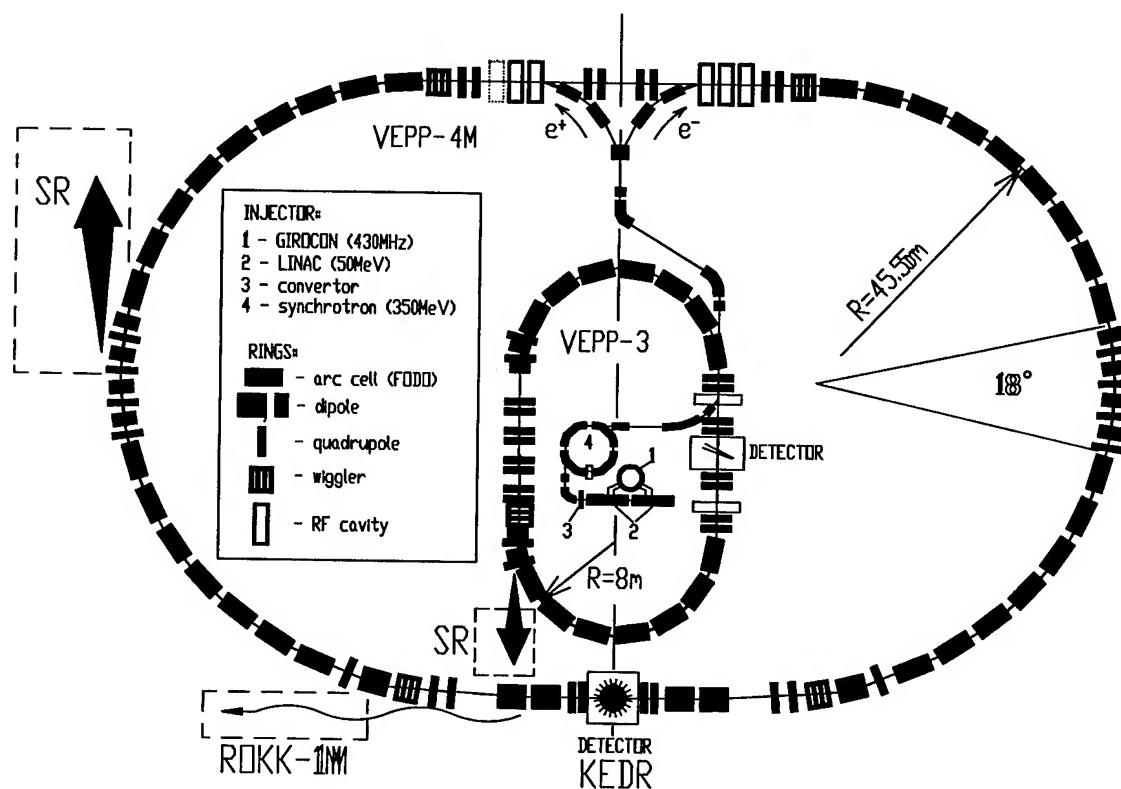 e⁺
e⁻
VEPP-4M
SR
INJECTOR:
1 - GIROCON (430MHz)
2 - LINAC (50MeV)
3 - convertor
4 - synchrotron (350MeV)
RINGS:
- arc cell (FODO)
- dipole
- quadrupole
- wiggler
- RF cavity
VEPP-3
R=45.55m
18°
4
1
DETECTOR
3
2
R=8m
SR
ROKK-1M
DETECTOR
KEDR